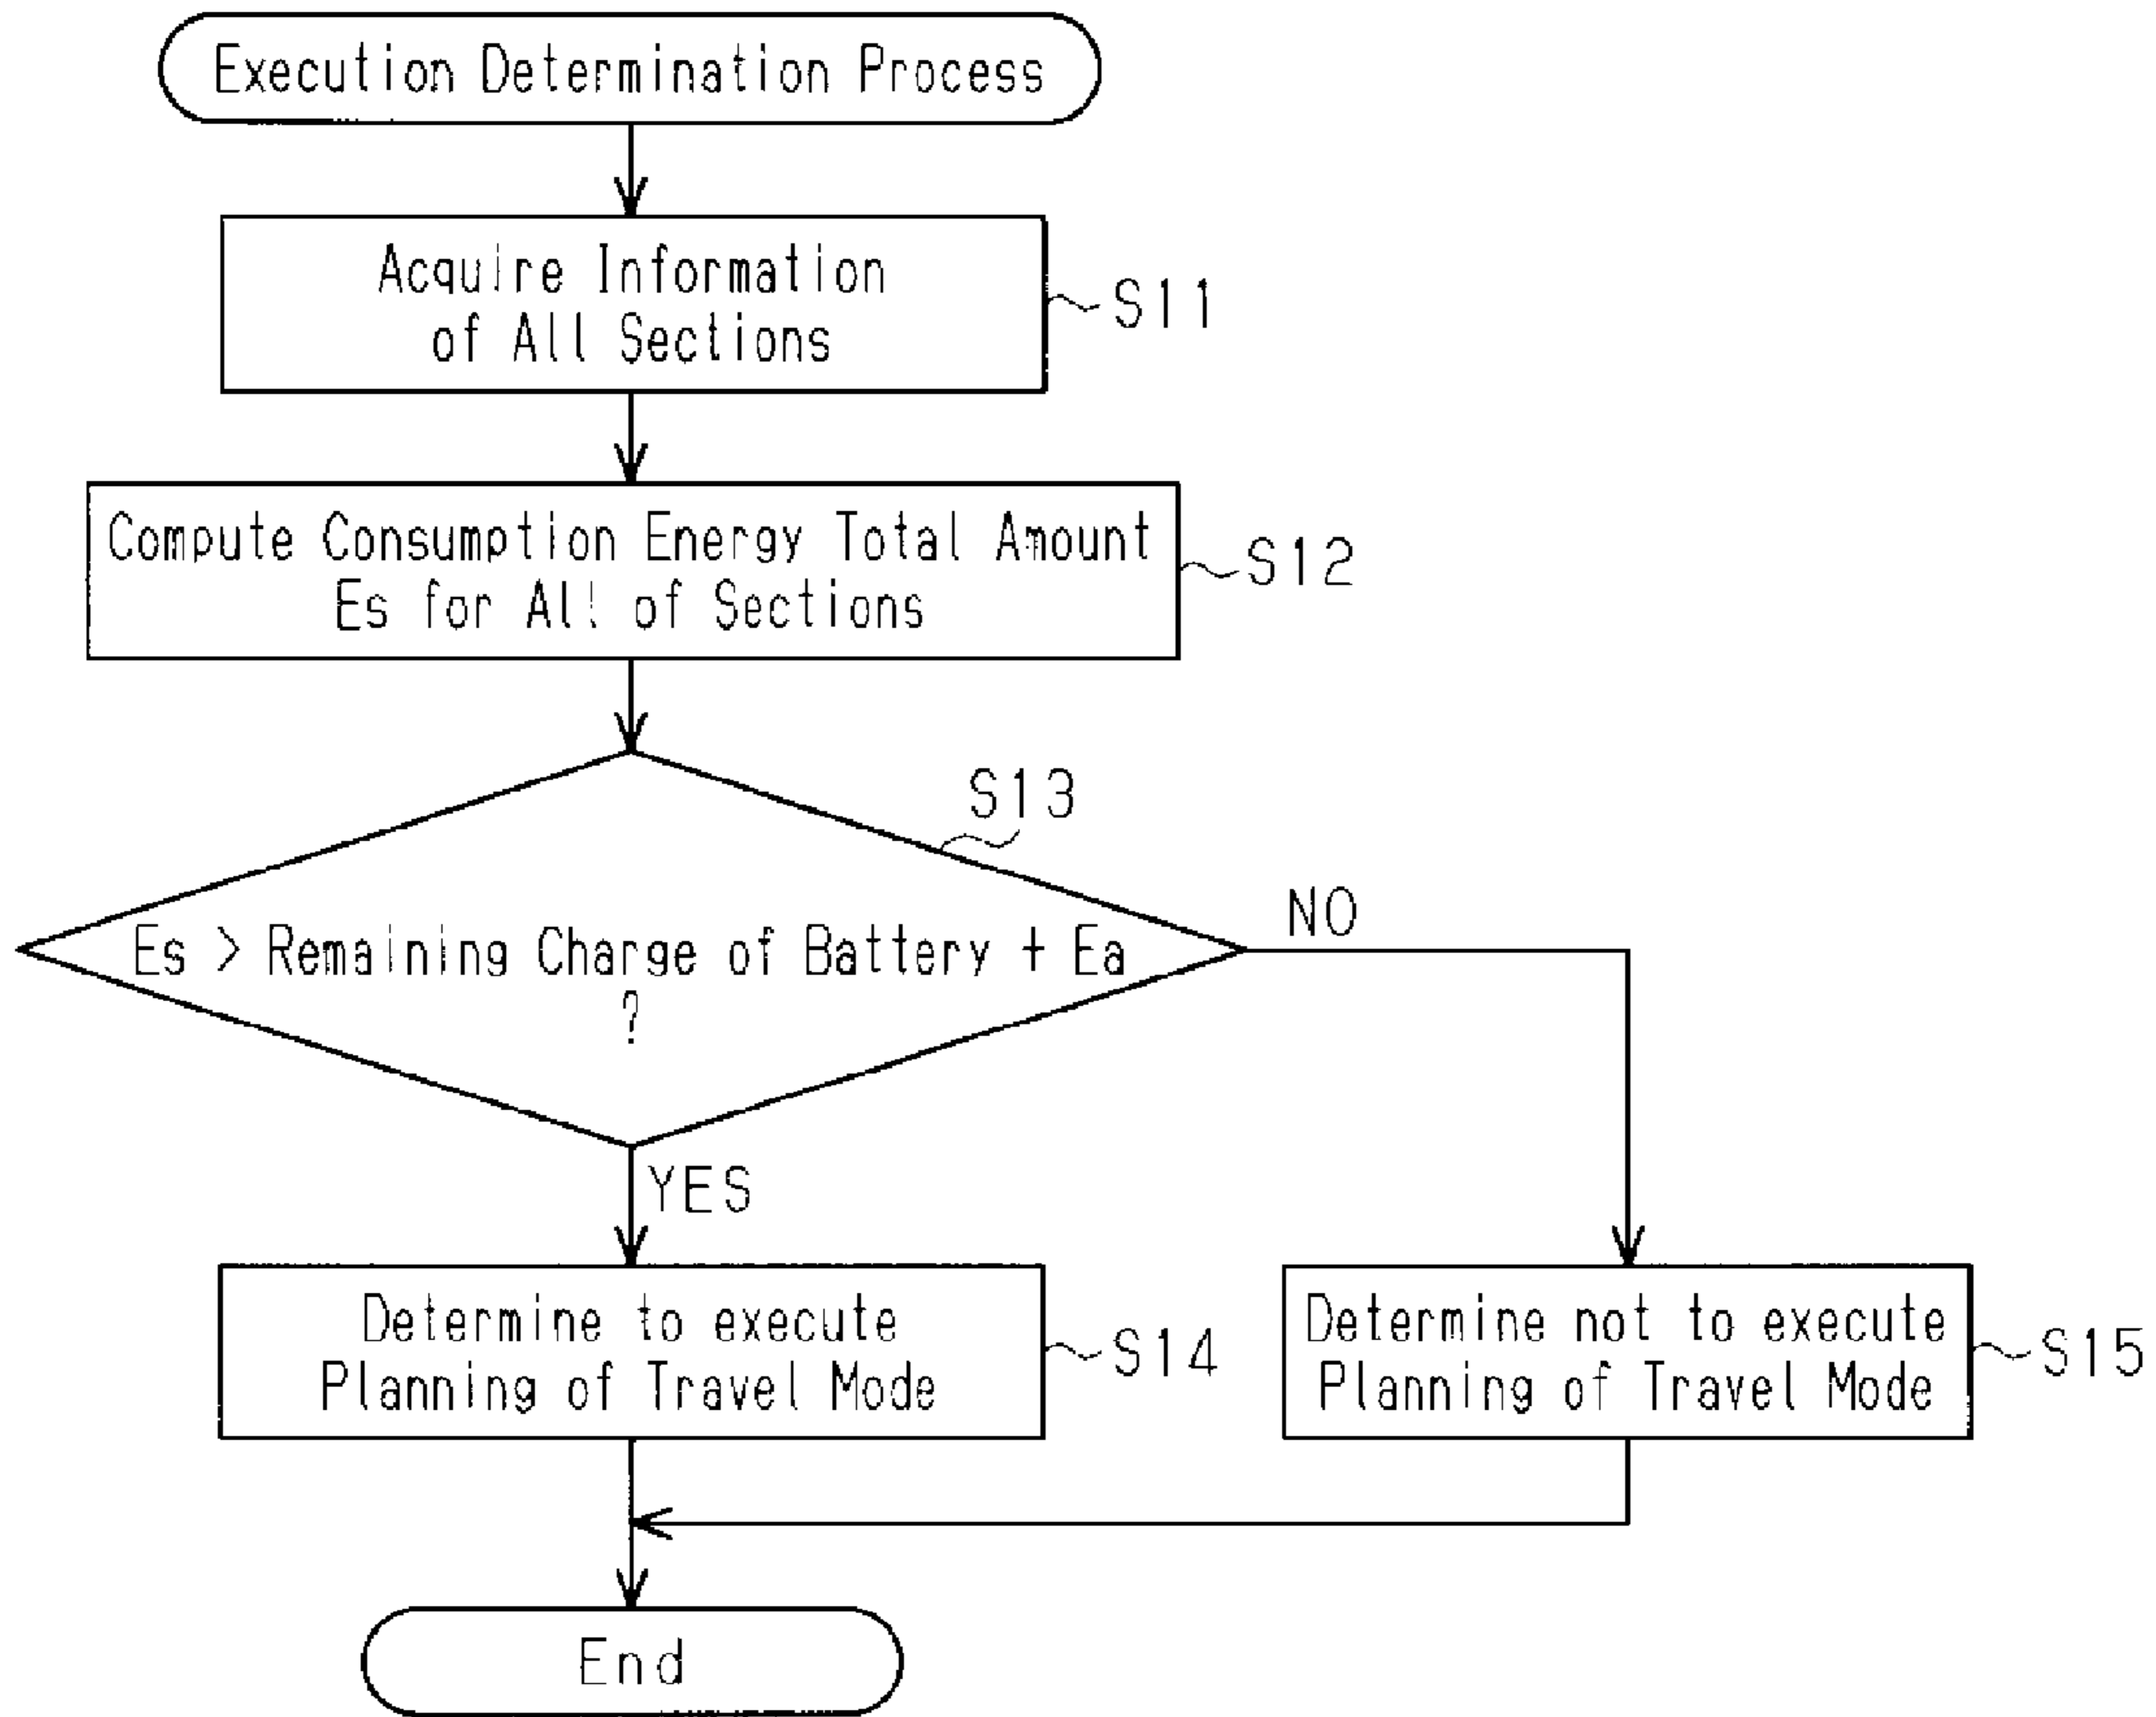 Execution Determination Process
Acquire Information
of All Sections
S11
Compute Consumption Energy Total Amount
Es for All of Sections
S12
S13
Es > Remaining Charge of Battery + Ea
?
NO
YES
Determine to execute
Planning of Travel Mode
S14
Determine not to execute
Planning of Travel Mode
S15
End